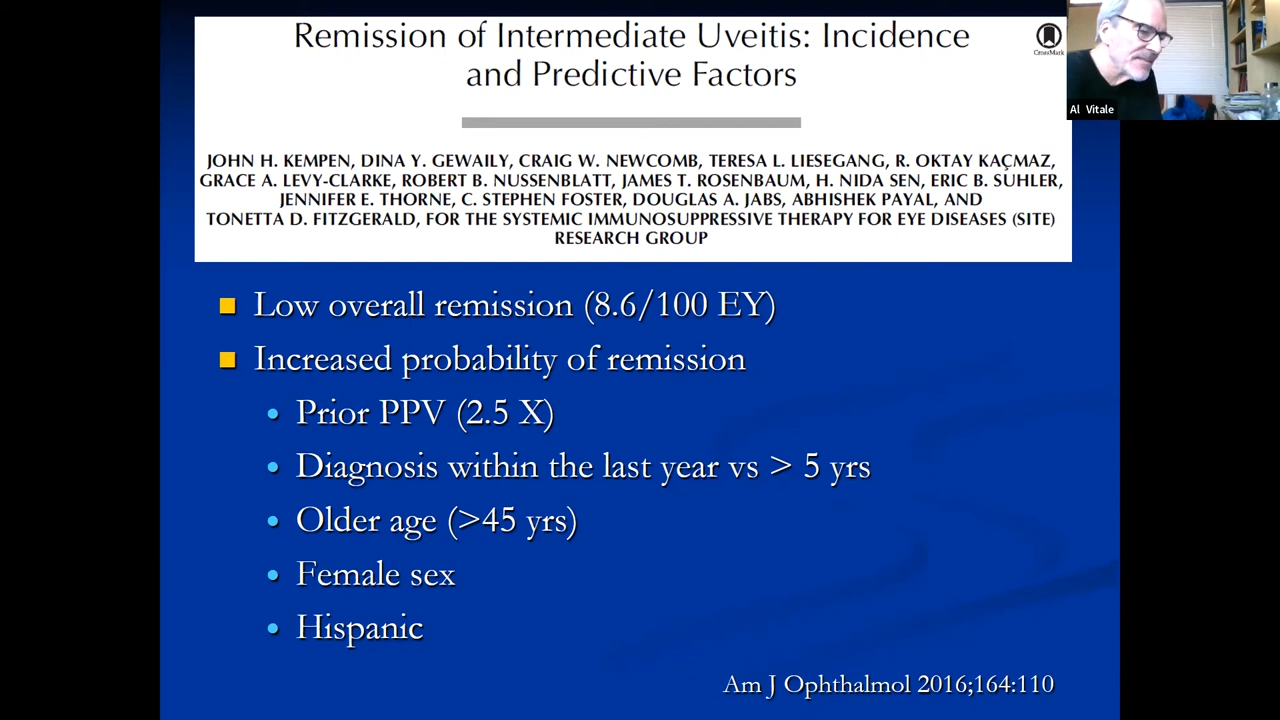 Remission of Intermediate Uveitis: Incidence
and Predictive Factors
CrossMark
Al Vitale
JOHN H. KEMPEN, DINA Y. GEWAILY, CRAIG W. NEWCOMB, TERESA L. LIESEGANG, R. OKTAY KAÇMAZ,
GRACE A. LEVY-CLARKE, ROBERT B. NUSSENBLATT, JAMES T. ROSENBAUM, H. NIDA SEN, ERIC B. SUHLER,
JENNIFER E. THORNE, C. STEPHEN FOSTER, DOUGLAS A. JABS, ABHISHEK PAYAL, AND
TONETTA D. FITZGERALD, FOR THE SYSTEMIC IMMUNOSUPPRESSIVE THERAPY FOR EYE DISEASES (SITE)
RESEARCH GROUP
Low overall remission (8.6/100 EY)
Increased probability of remission
Prior PPV (2.5 X)
Diagnosis within the last year vs > 5 yrs
Older age (>45 yrs)
Female sex
Hispanic
Am J Ophthalmol 2016;164:110